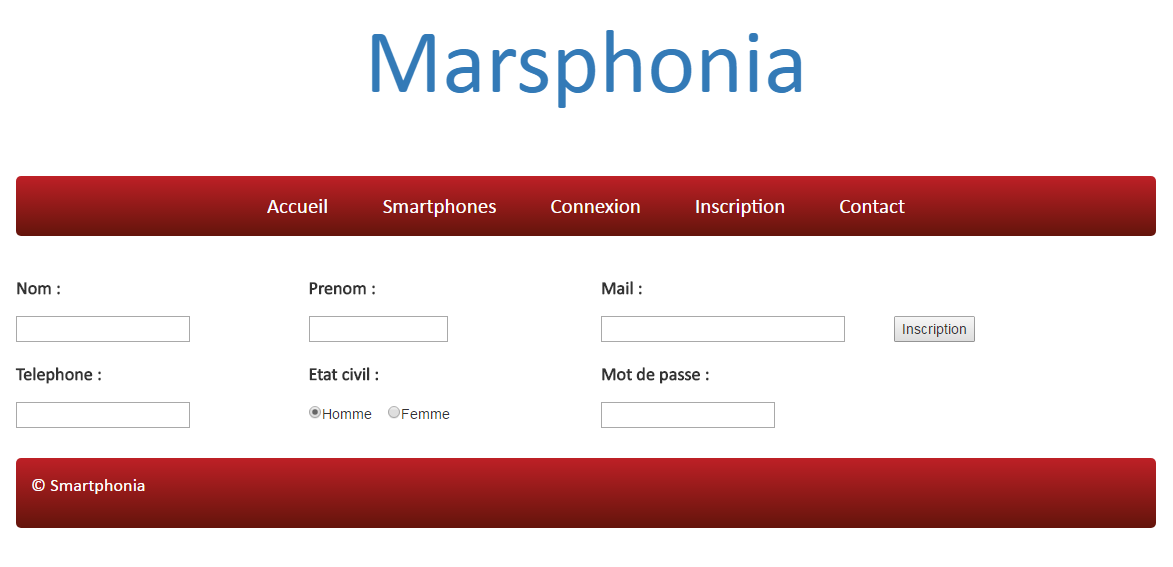 Marsphonia
Accueil Smartphones Connexion Inscription Contact
Nom : Prenom : Mail :
Inscription
Telephone : Etat civil : Mot de passe :
Homme Femme
© Smartphonia